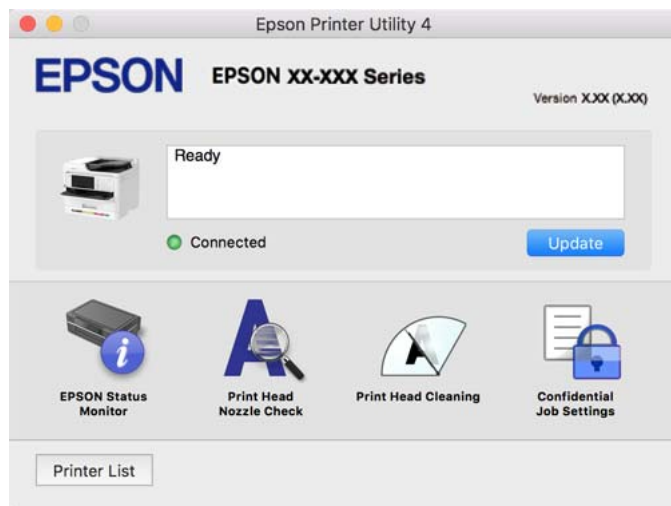 Epson Printer Utility 4
EPSON
EPSON XX-XXX Series
Version X.XX (X.XX)
Ready
Connected
Update
EPSON Status
Monitor
Print Head
Nozzle Check
Print Head Cleaning
Confidential
Job Settings
Printer List